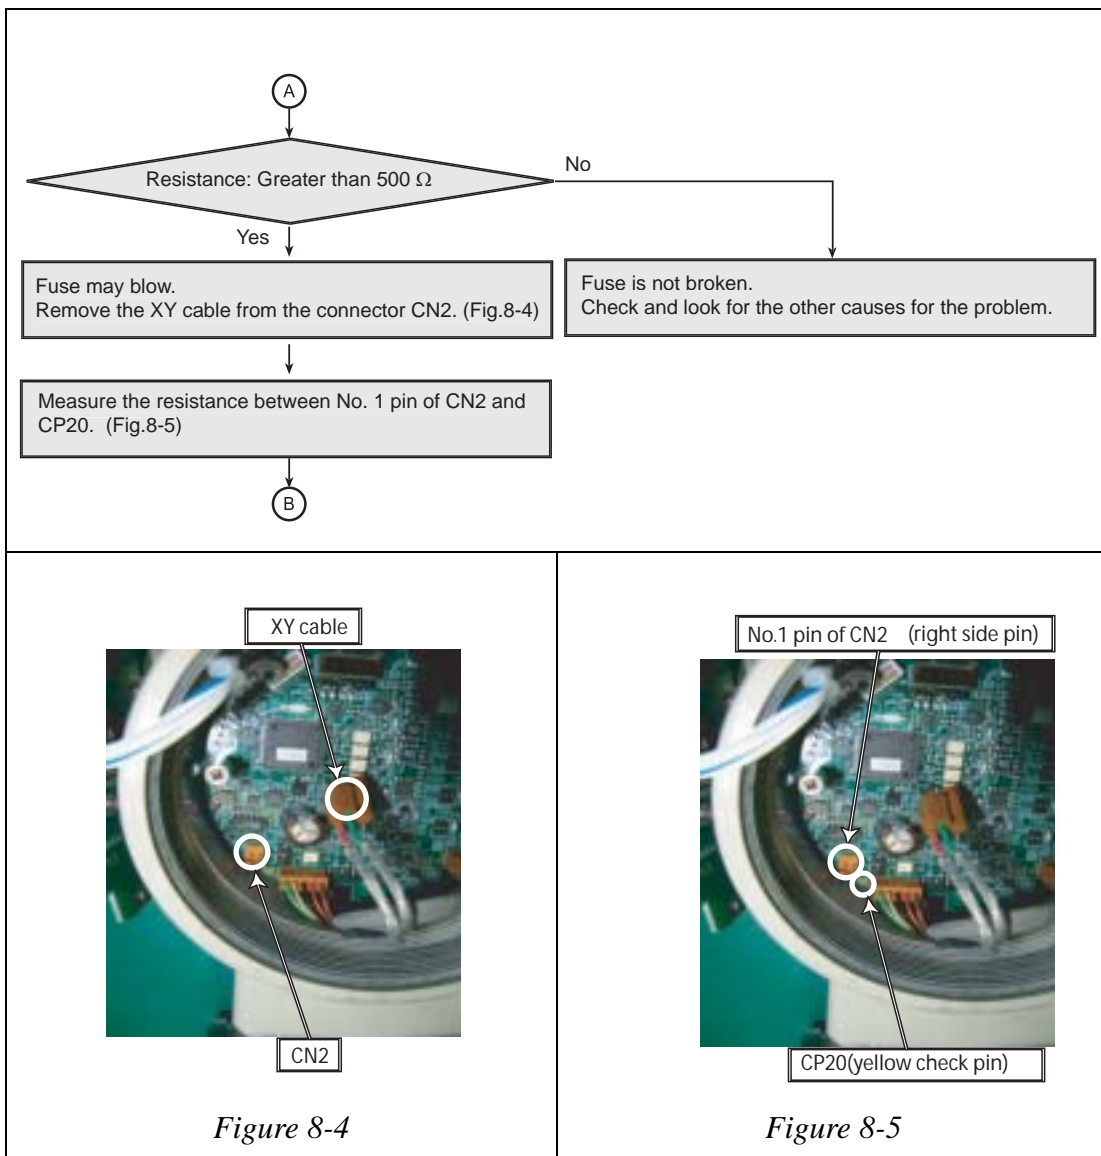 A
Resistance: Greater than 500 Ω
No
Yes
Fuse may blow.
Remove the XY cable from the connector CN2. (Fig.8-4)
Fuse is not broken.
Check and look for the other causes for the problem.
Measure the resistance between No. 1 pin of CN2 and
CP20. (Fig.8-5)
B
XY cable
CN2
Figure 8-4
No.1 pin of CN2 (right side pin)
CP20(yellow check pin)
Figure 8-5